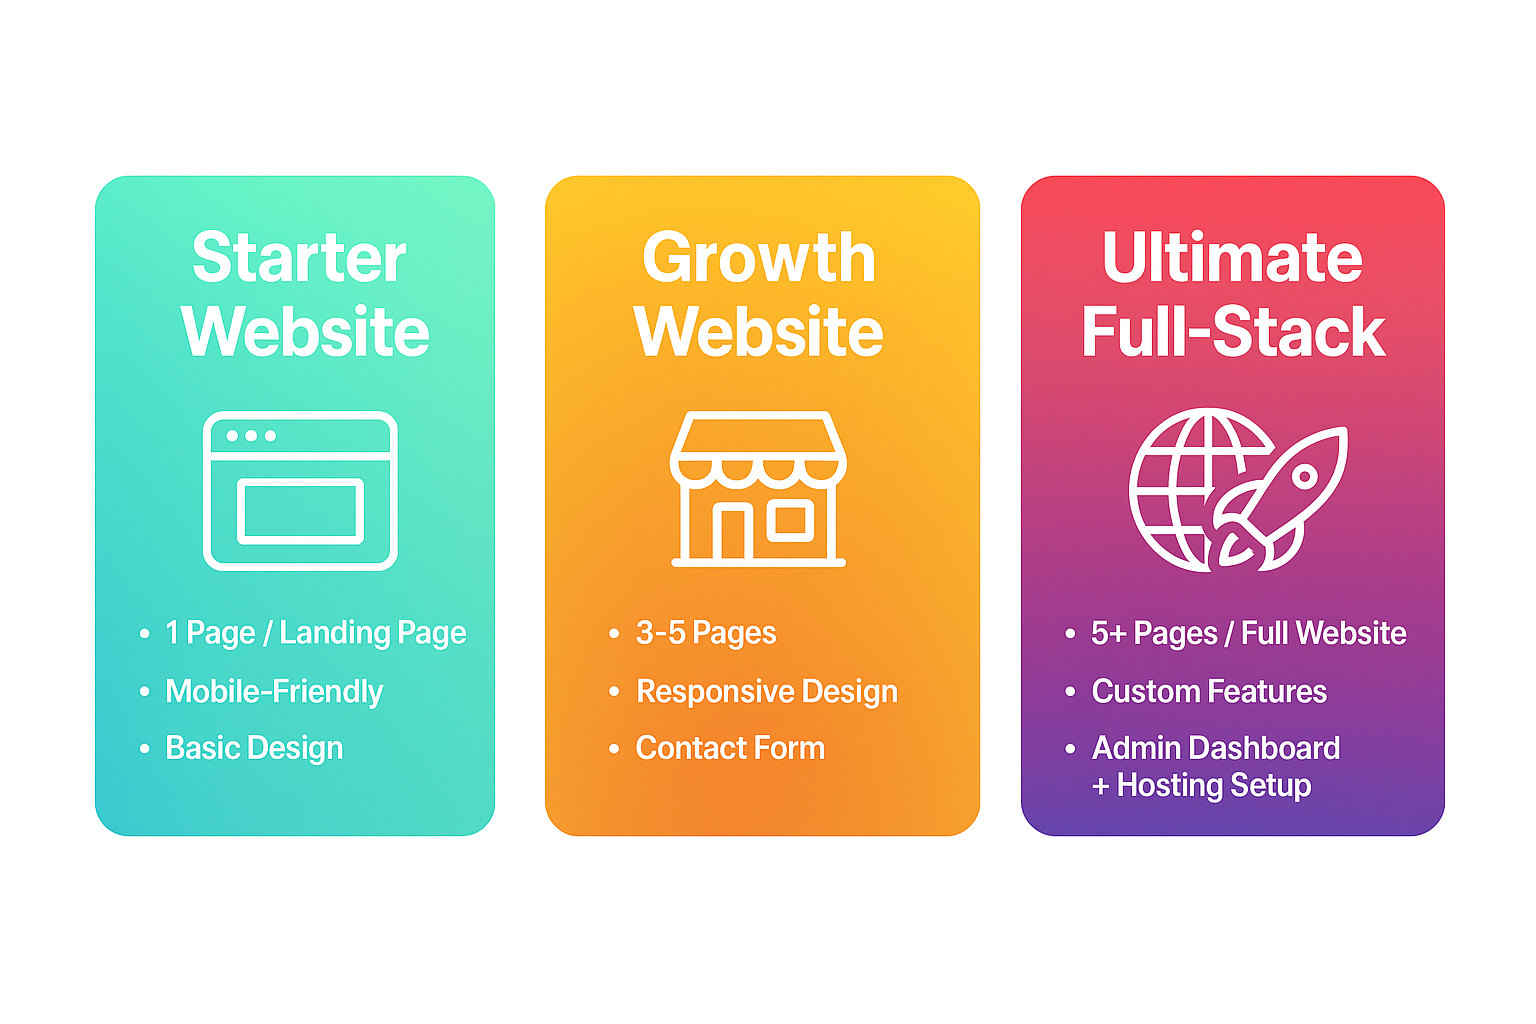 Starter
Website
• 1 Page / Landing Page
• Mobile-Friendly
• Basic Design
Growth
Website
• 3-5 Pages
• Responsive Design
• Contact Form
Ultimate
Full-Stack
• 5+ Pages / Full Website
• Custom Features
• Admin Dashboard
+ Hosting Setup